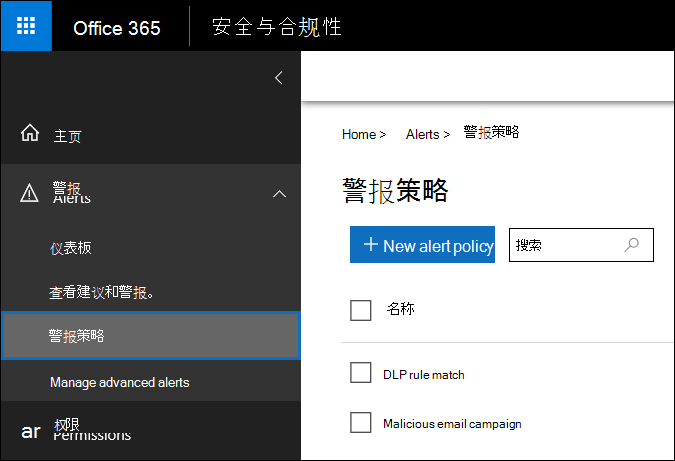 Office 365 安全与合规性
主页
警报
Alerts
仪表板
查看建议和警报。
警报策略
Manage advanced alerts
ar 权限
Permissions
Home > Alerts > 警报策略
警报策略
+ New alert policy 搜索
名称
DLP rule match
Malicious email campaign